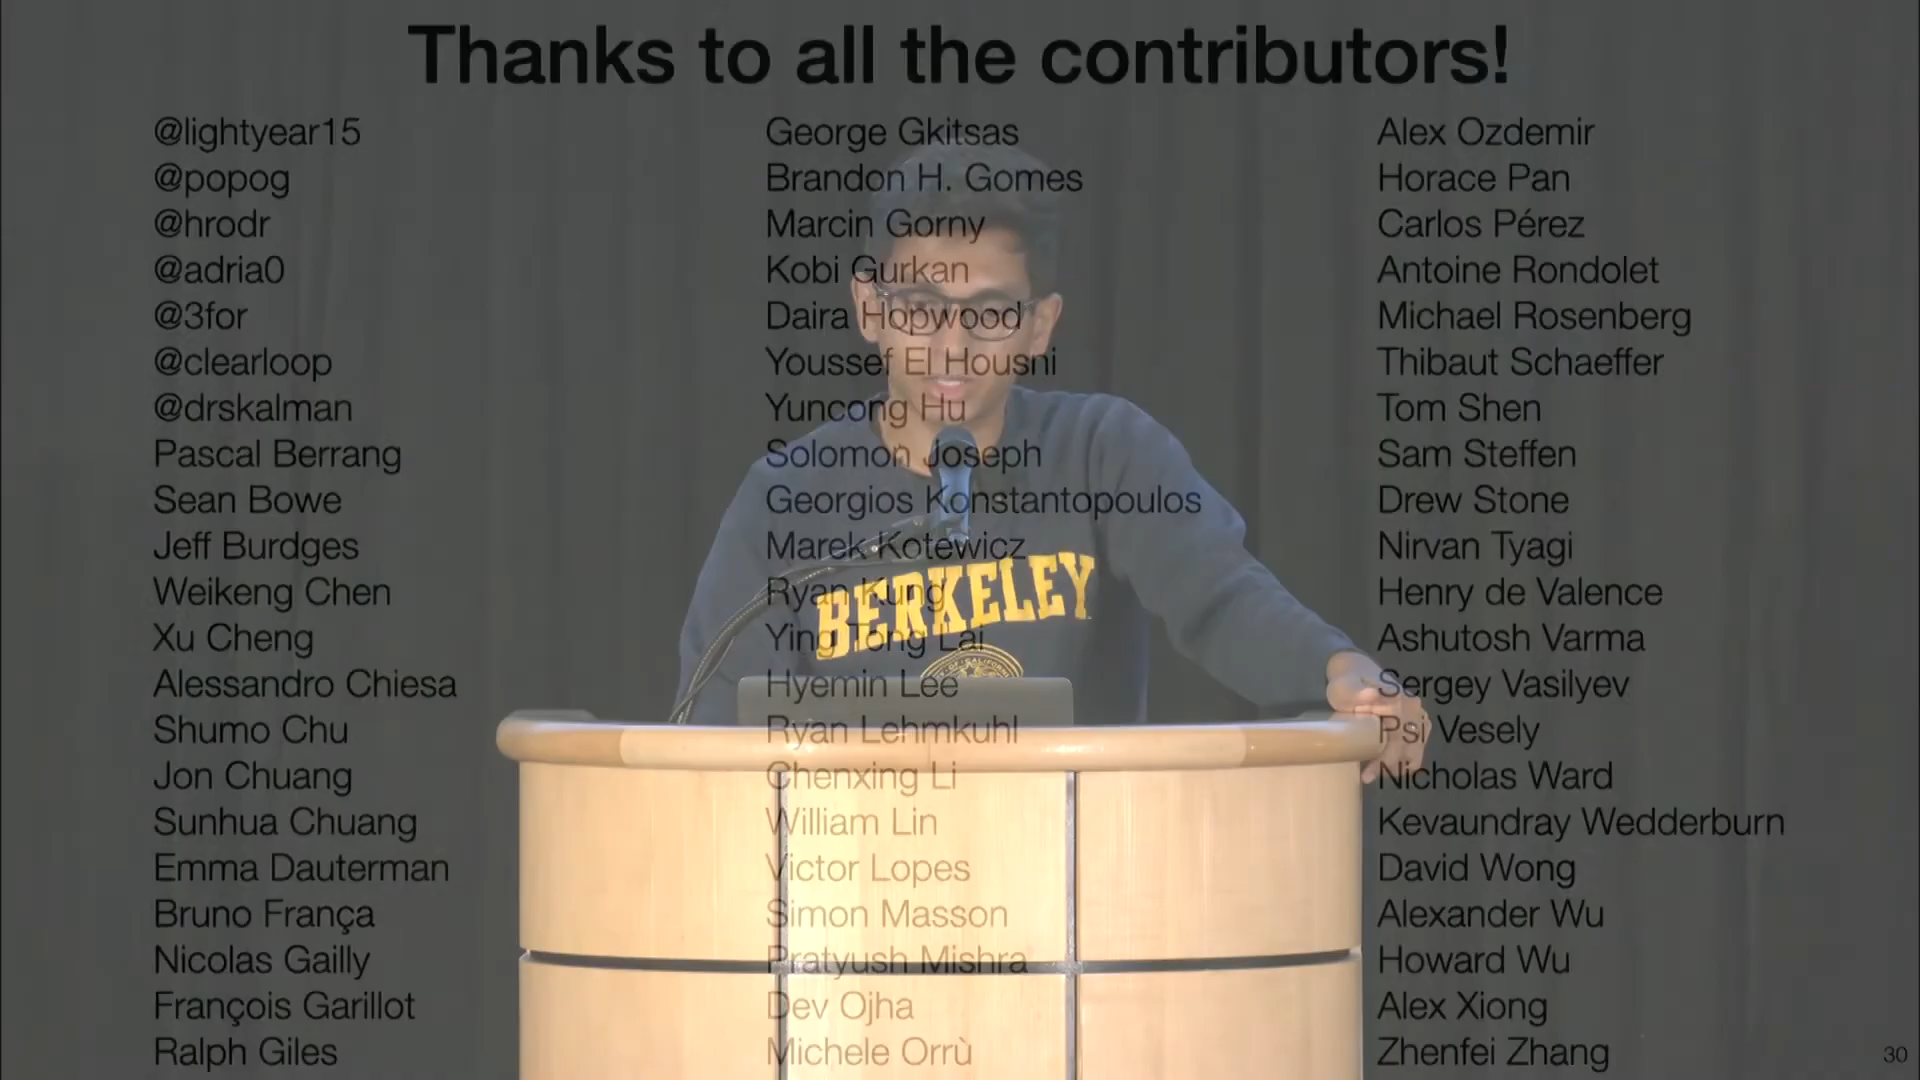 Thanks to all the contributors!
@lightyear15
@popog
@hrodr
@adria0
@3for
@clearloop
@drskalman
Pascal Berrang
Sean Bowe
Jeff Burdges
Weikeng Chen
Xu Cheng
Alessandro Chiesa
Shumo Chu
Jon Chuang
Sunhua Chuang
Emma Dauterman
Bruno França
Nicolas Gailly
François Garillot
Ralph Giles
George Gkitsas
Brandon H. Gomes
Marcin Gorny
Kobi Gurkan
Daira Hopwood
Youssef El Housni
Yuncong Hu
Solomon Joseph
Georgios Konstantopoulos
Marek Kotewicz
Ryan Kung
Ying Tong Lai
Hyemin Lee
Ryan Lehmkuhl
Chenxing Li
William Lin
Victor Lopes
Simon Masson
Pratyush Mishra
Dev Ojha
Michele Orrù
Alex Ozdemir
Horace Pan
Carlos Pérez
Antoine Rondolet
Michael Rosenberg
Thibaut Schaeffer
Tom Shen
Sam Steffen
Drew Stone
Nirvan Tyagi
Henry de Valence
Ashutosh Varma
Sergey Vasilyev
Psi Vesely
Nicholas Ward
Kevaundray Wedderburn
David Wong
Alexander Wu
Howard Wu
Alex Xiong
Zhenfei Zhang
30
BERKELEY